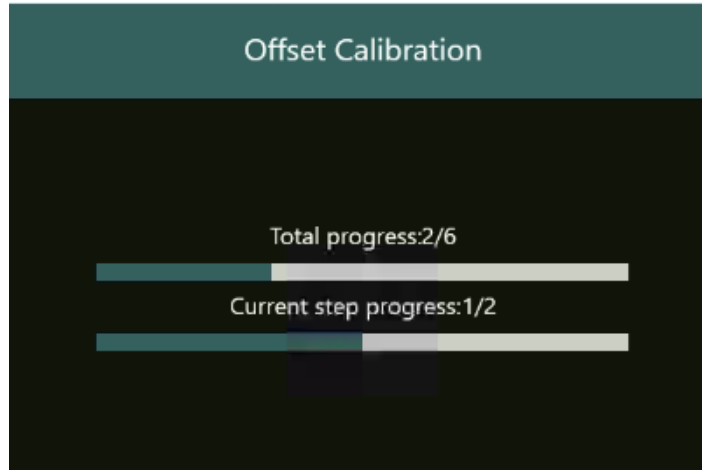 Offset Calibration
Total progress:2/6
Current step progress:1/2